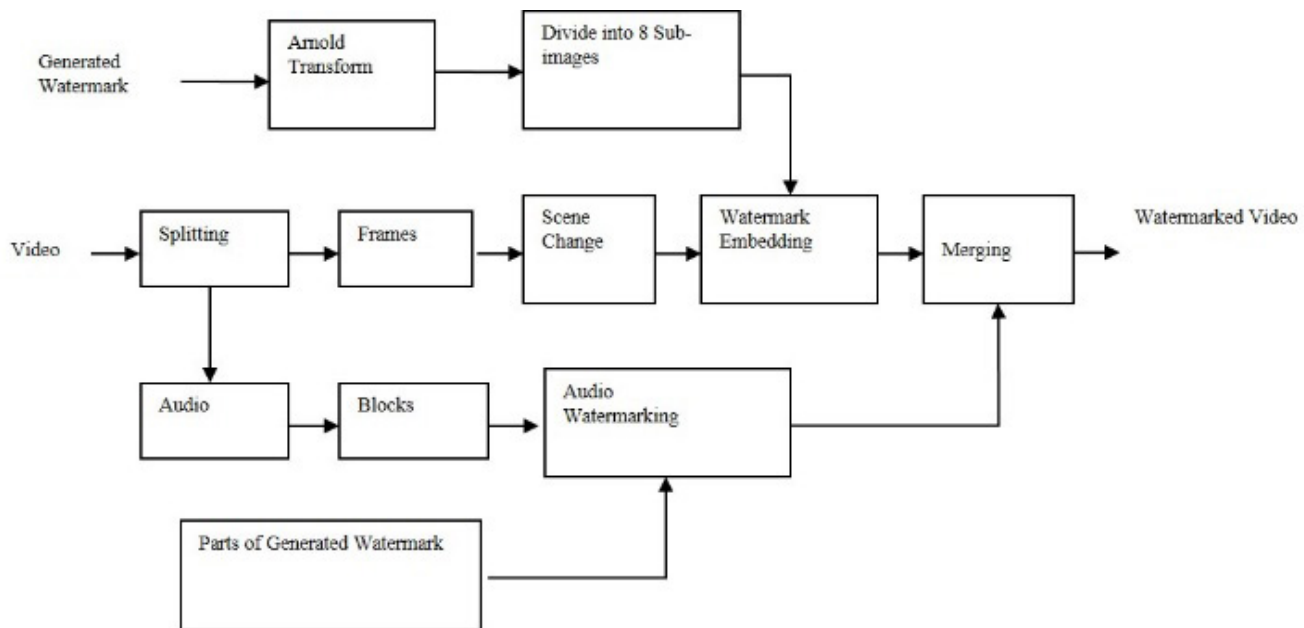 Generated
Watermark
Arnold
Transform
Divide into 8 Sub-
images
Video
Splitting
Frames
Scene
Change
Watermark
Embedding
Merging
Watermarked Video
Audio
Blocks
Audio
Watermarking
Parts of Generated Watermark